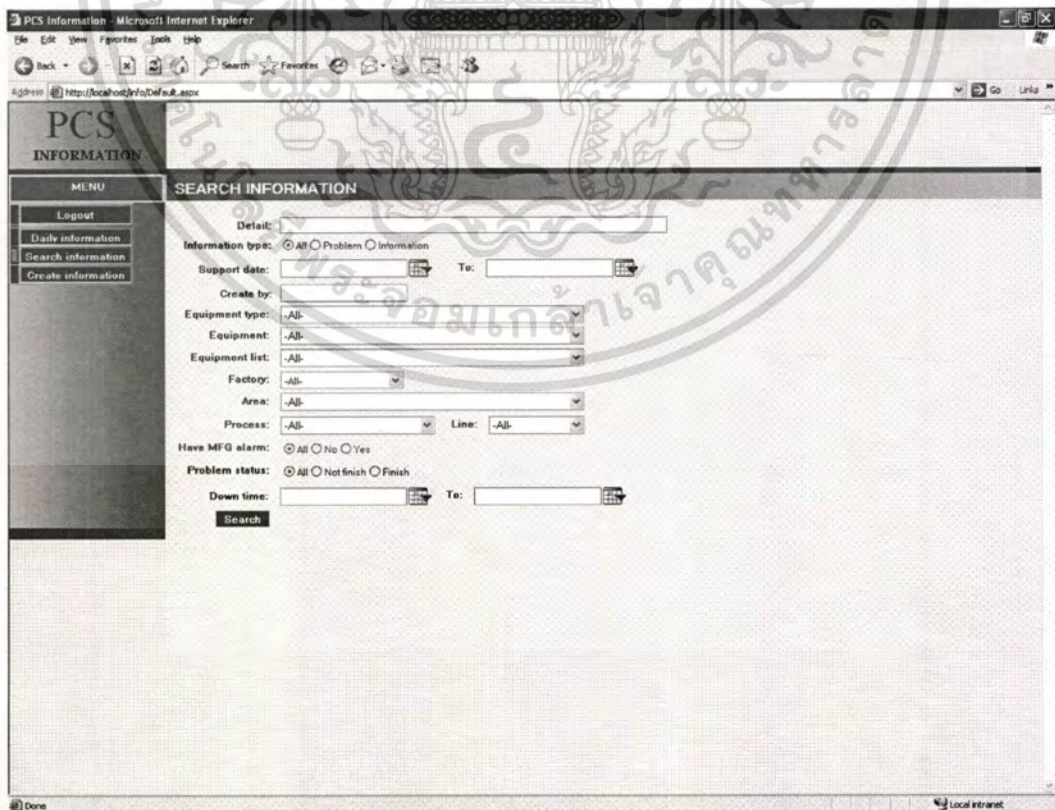 PCS Information - Microsoft Internet Explorer
File Edit View Favorites Tools Help
Back Search Favorites
Address http://localhost/info/Default.aspx Go Links
PCS
INFORMATION
MENU
Logout
Daily information
Search information
Create information
SEARCH INFORMATION
Detail:
Information type: All Problem Information
Support date: To:
Create by:
Equipment type: -All-
Equipment: -All-
Equipment list: -All-
Factory: -All-
Area: -All-
Process: -All- Line: -All-
Have MFG alarm: All No Yes
Problem status: All Not finish Finish
Down time: To:
Search
Done Local intranet